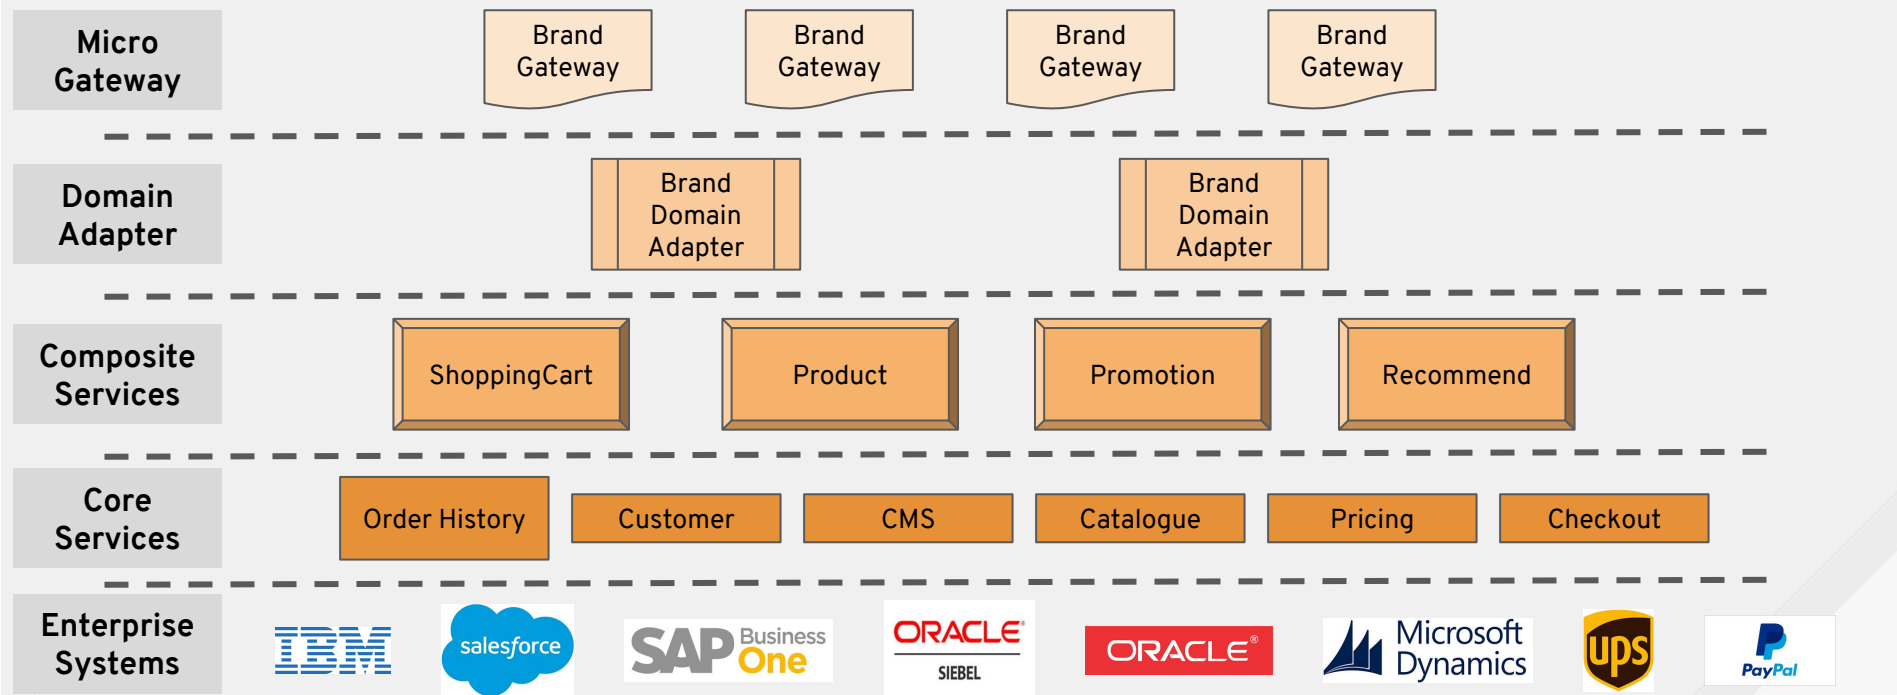 Micro
Gateway
Brand
Gateway
Brand
Gateway
Brand
Gateway
Brand
Gateway
Domain
Adapter
Brand
Domain
Adapter
Brand
Domain
Adapter
Composite
Services
ShoppingCart
Product
Promotion
Recommend
Core
Services
Order History
Customer
CMS
Catalogue
Pricing
Checkout
Enterprise
Systems
IBM
salesforce
SAP Business
One
ORACLE®
SIEBEL
ORACLE®
Microsoft
Dynamics
ups
PayPal